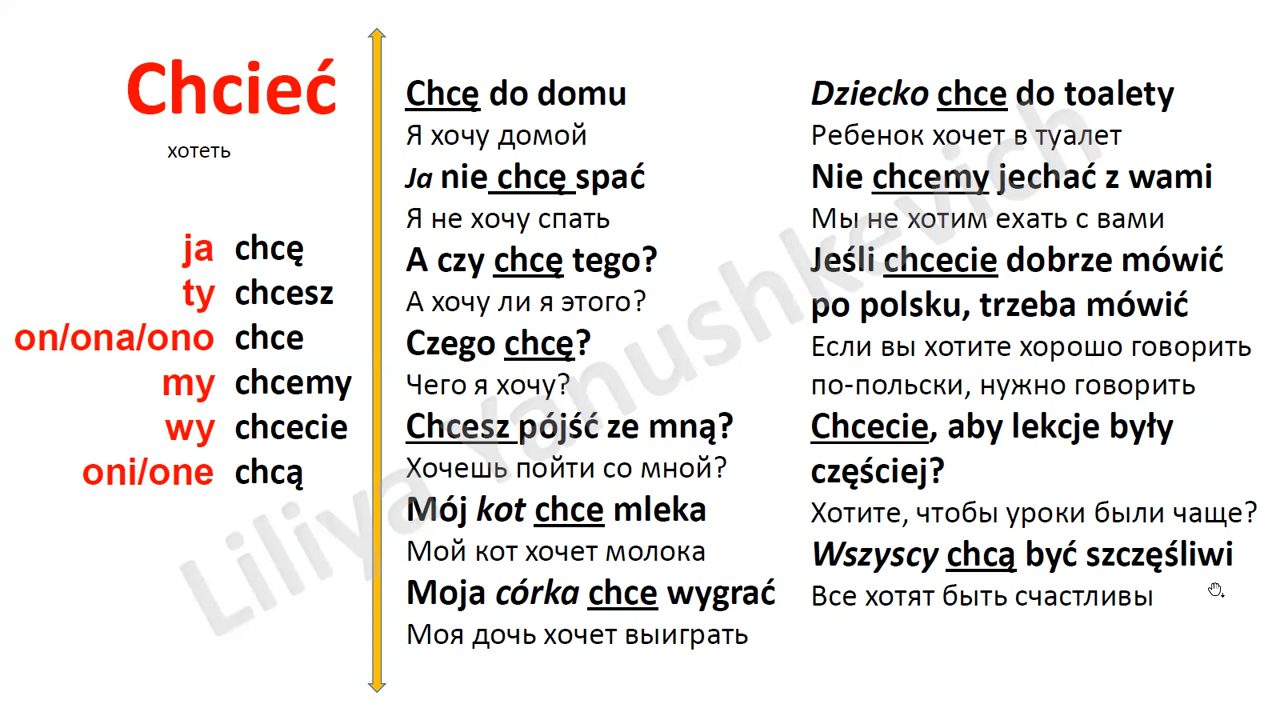 Chcieć
хотеть
ja chcę
ty chcesz
on/ona/ono chce
my chcemy
wy chcecie
oni/one chcą
Chcę do domu
Я хочу домой
Ja nie chcę spać
Я не хочу спать
A czy chcę tego?
А хочу ли я этого?
Czego chcę?
Чего я хочу?
Chcesz pójść ze mną?
Хочешь пойти со мной?
Mój kot chce mleka
Мой кот хочет молока
Moja córka chce wygrać
Моя дочь хочет выиграть
Dziecko chce do toalety
Ребенок хочет в туалет
Nie chcemy jechać z wami
Мы не хотим ехать с вами
Jeśli chcecie dobrze mówić
po polsku, trzeba mówić
Если вы хотите хорошо говорить
по-польски, нужно говорить
Chcecie, aby lekcje były
częściej?
Хотите, чтобы уроки были чаще?
Wszyscy chcą być szczęśliwi
Все хотят быть счастливы
Liliya Yanushkevich